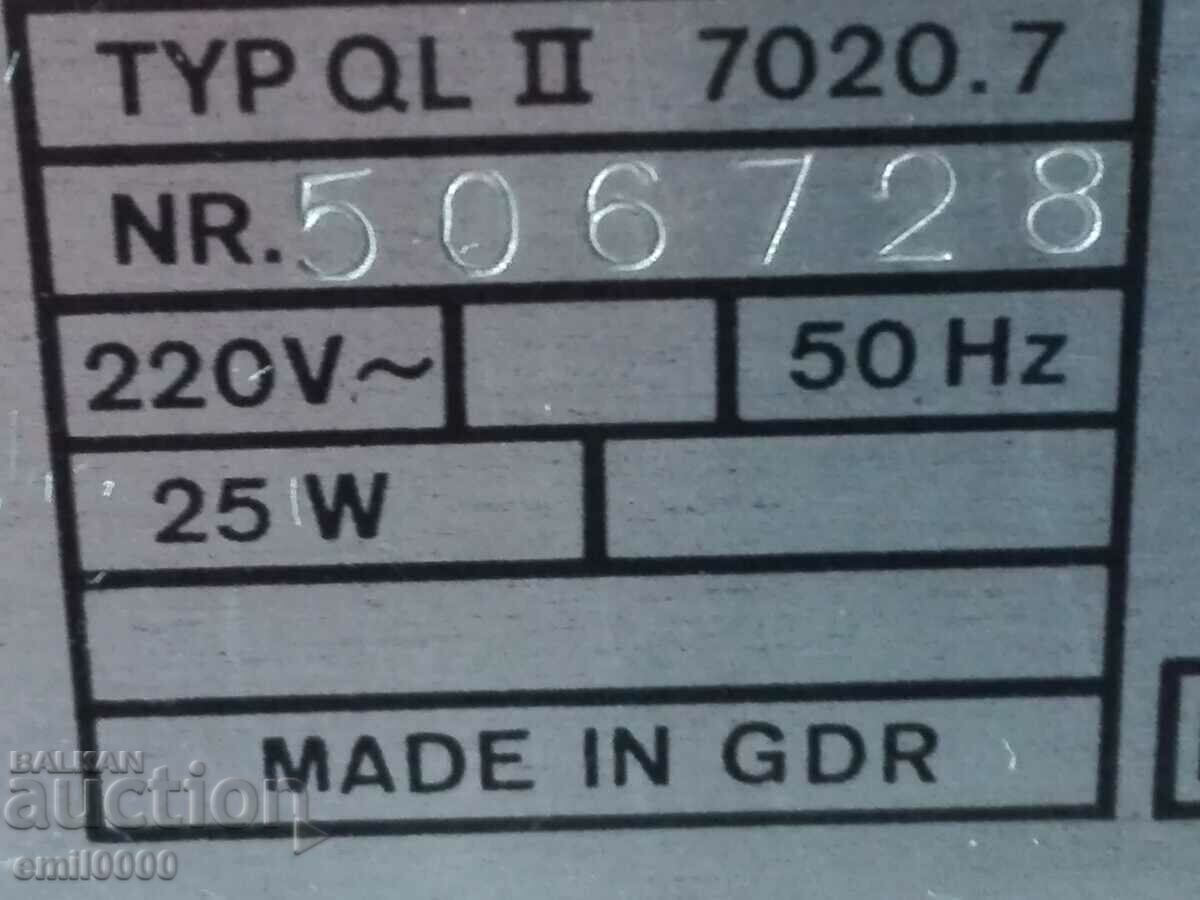 TYP QL II 7020.7
NR. 506728
220V~ 50 Hz
25 W
MADE IN GDR
BALKAN
auction
emil0000